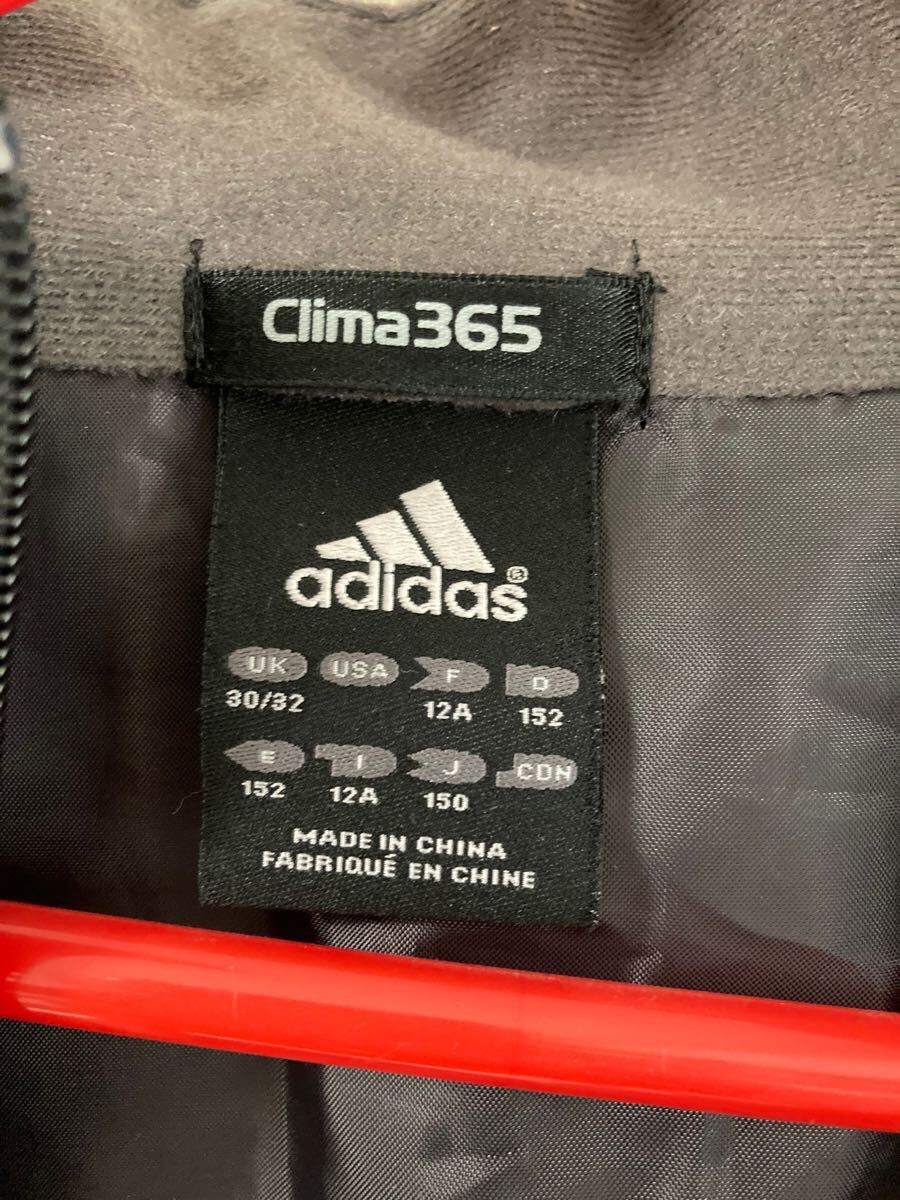 Clima365
adidas®
UK USA F D
30/32 12A 152
E I J CDN
152 12A 150
MADE IN CHINA
FABRIQUÉ EN CHINE